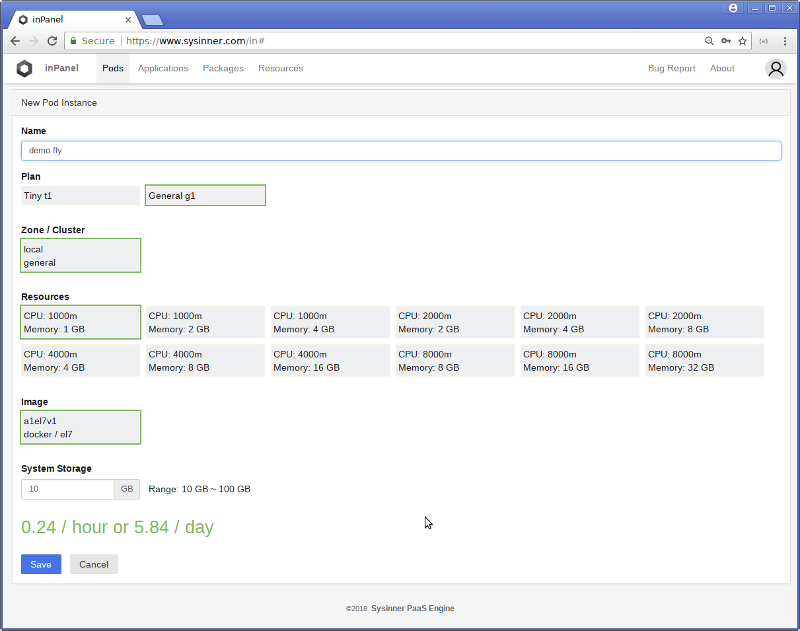 inPanel
Secure https://www.sysinner.com/in#
inPanel Pods Applications Packages Resources Bug Report About
New Pod Instance
Name
demo fly
Plan
Tiny t1 General g1
Zone / Cluster
local
general
Resources
CPU: 1000m CPU: 1000m CPU: 1000m CPU: 2000m CPU: 2000m CPU: 2000m
Memory: 1 GB Memory: 2 GB Memory: 4 GB Memory: 2 GB Memory: 4 GB Memory: 8 GB
CPU: 4000m CPU: 4000m CPU: 4000m CPU: 8000m CPU: 8000m CPU: 8000m
Memory: 4 GB Memory: 8 GB Memory: 16 GB Memory: 8 GB Memory: 16 GB Memory: 32 GB
Image
a1el7v1
docker / el7
System Storage
10 GB Range: 10 GB ~ 100 GB
0.24 / hour or 5.84 / day
Save Cancel
©2018 Sysinner PaaS Engine